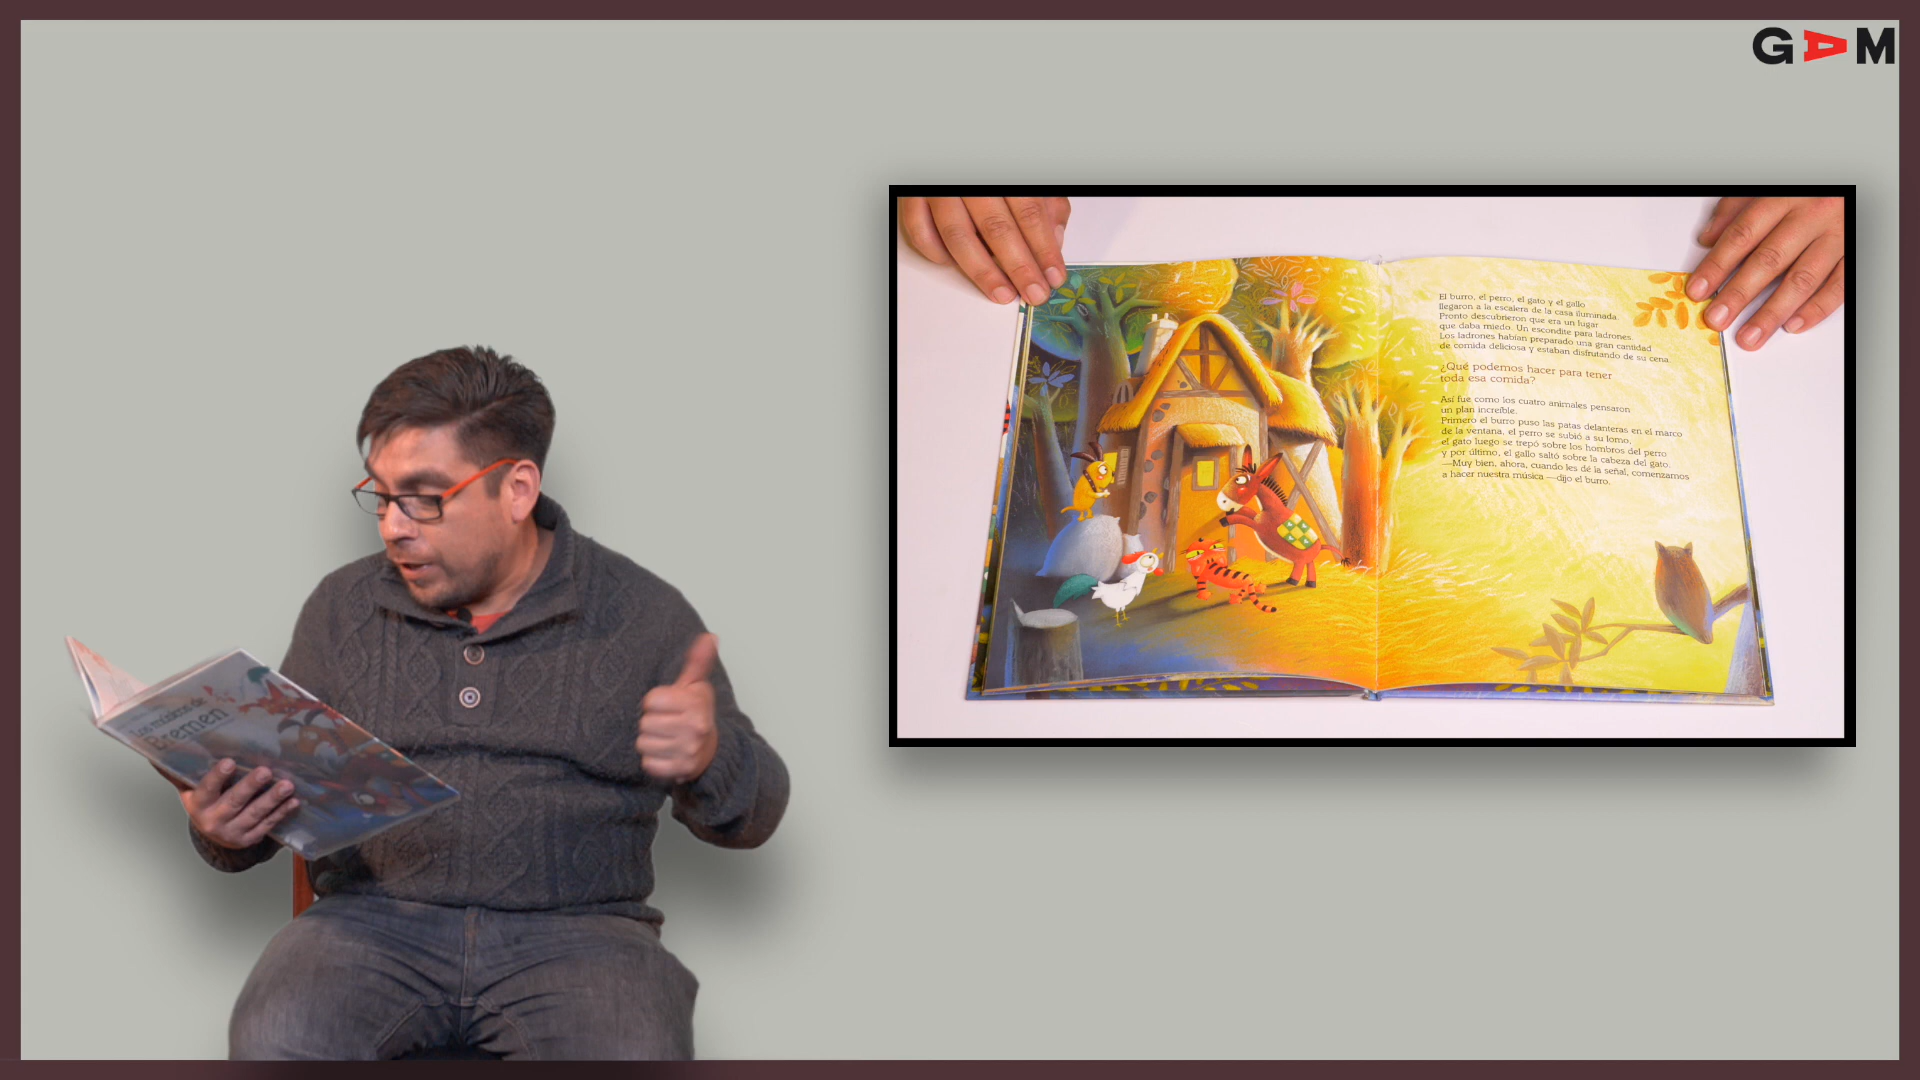 GAM
Los músicos de
Bremen
El burro, el perro, el gato y el gallo
llegaron a la escalera de la casa iluminada.
Pronto descubrieron que era un lugar
que daba miedo. Un escondite para ladrones.
Los ladrones habían preparado una gran cantidad
de comida deliciosa y estaban disfrutando de su cena.
¿Qué podemos hacer para tener
toda esa comida?
Así fue como los cuatro animales pensaron
un plan increíble.
Primero el burro puso las patas delanteras en el marco
de la ventana, el perro se subió a su lomo,
el gato luego se trepó sobre los hombros del perro
y por último, el gallo saltó sobre la cabeza del gato.
—Muy bien, ahora, cuando les dé la señal, comenzamos
a hacer nuestra música —dijo el burro.